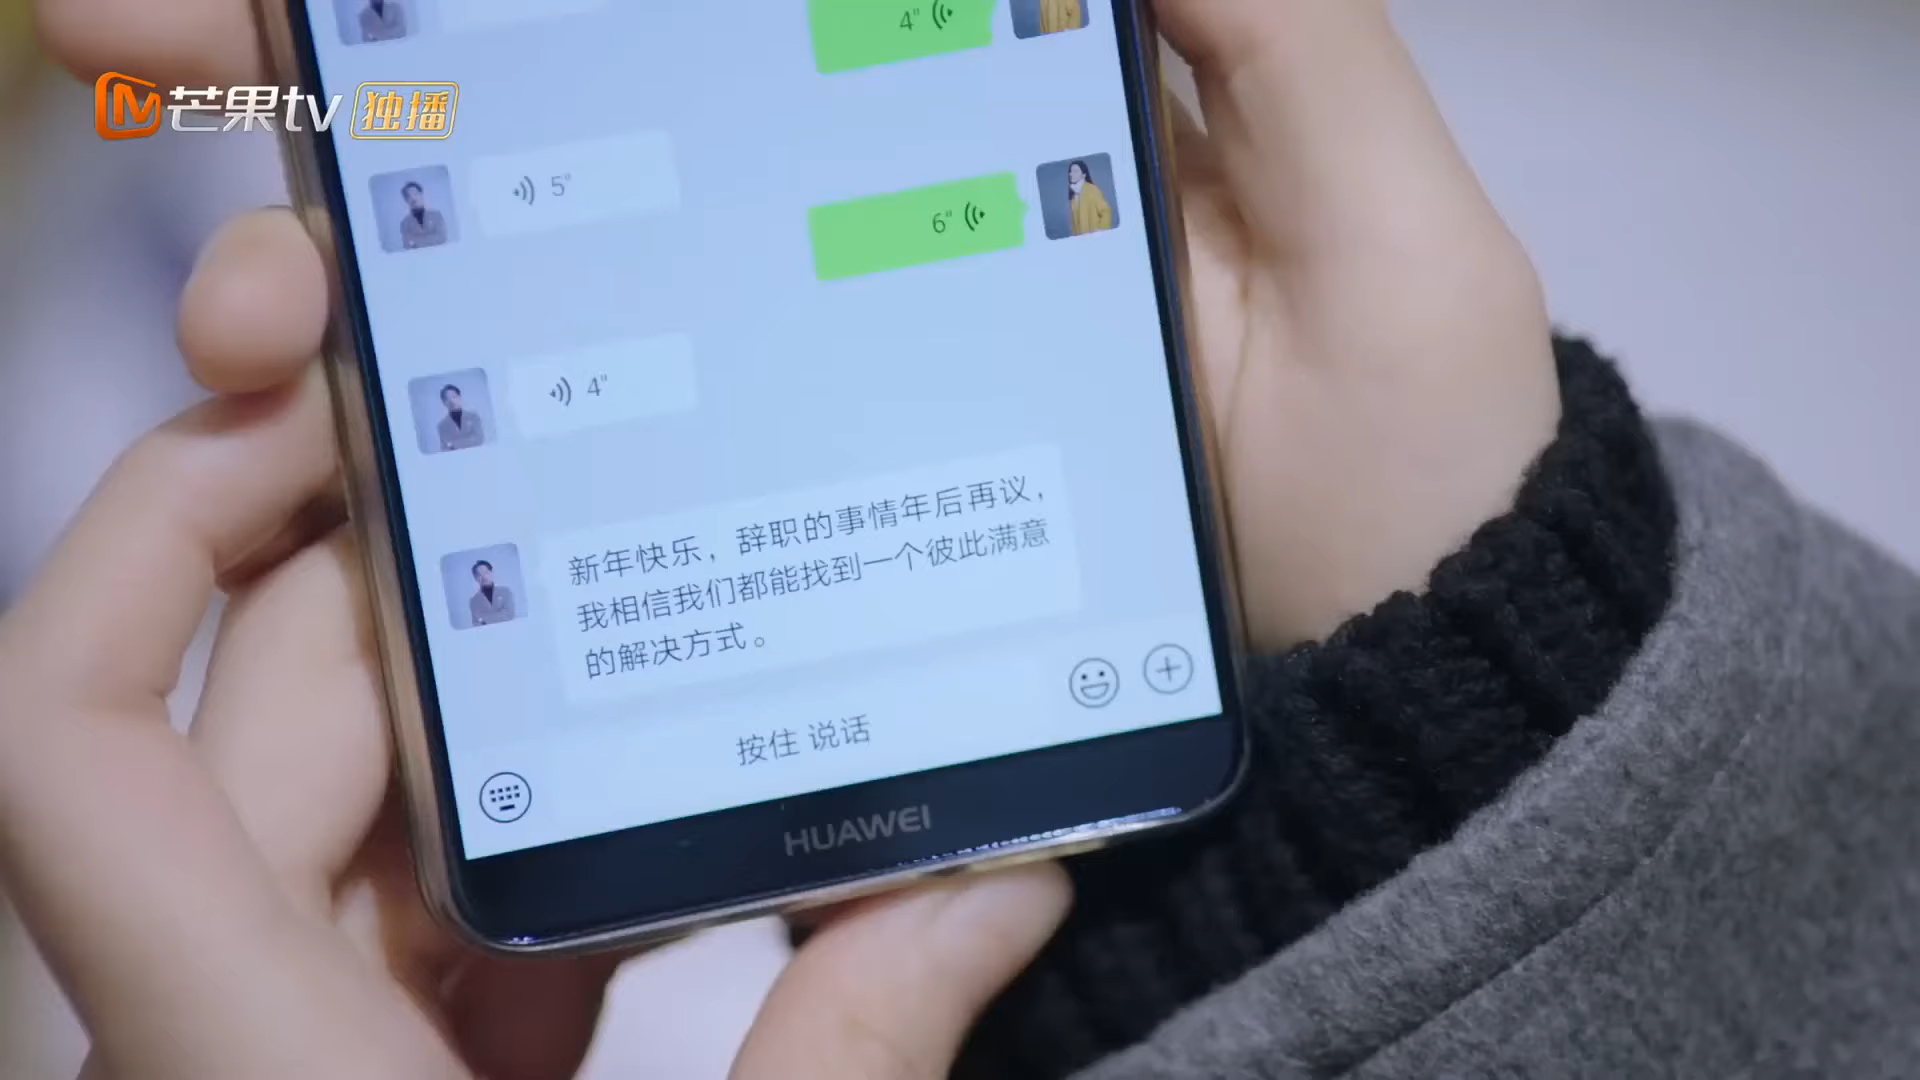 芒果tv 独播
4"
5"
6"
4"
新年快乐，辞职的事情年后再议，
我相信我们都能找到一个彼此满意
的解决方式。
按住 说话
HUAWEI